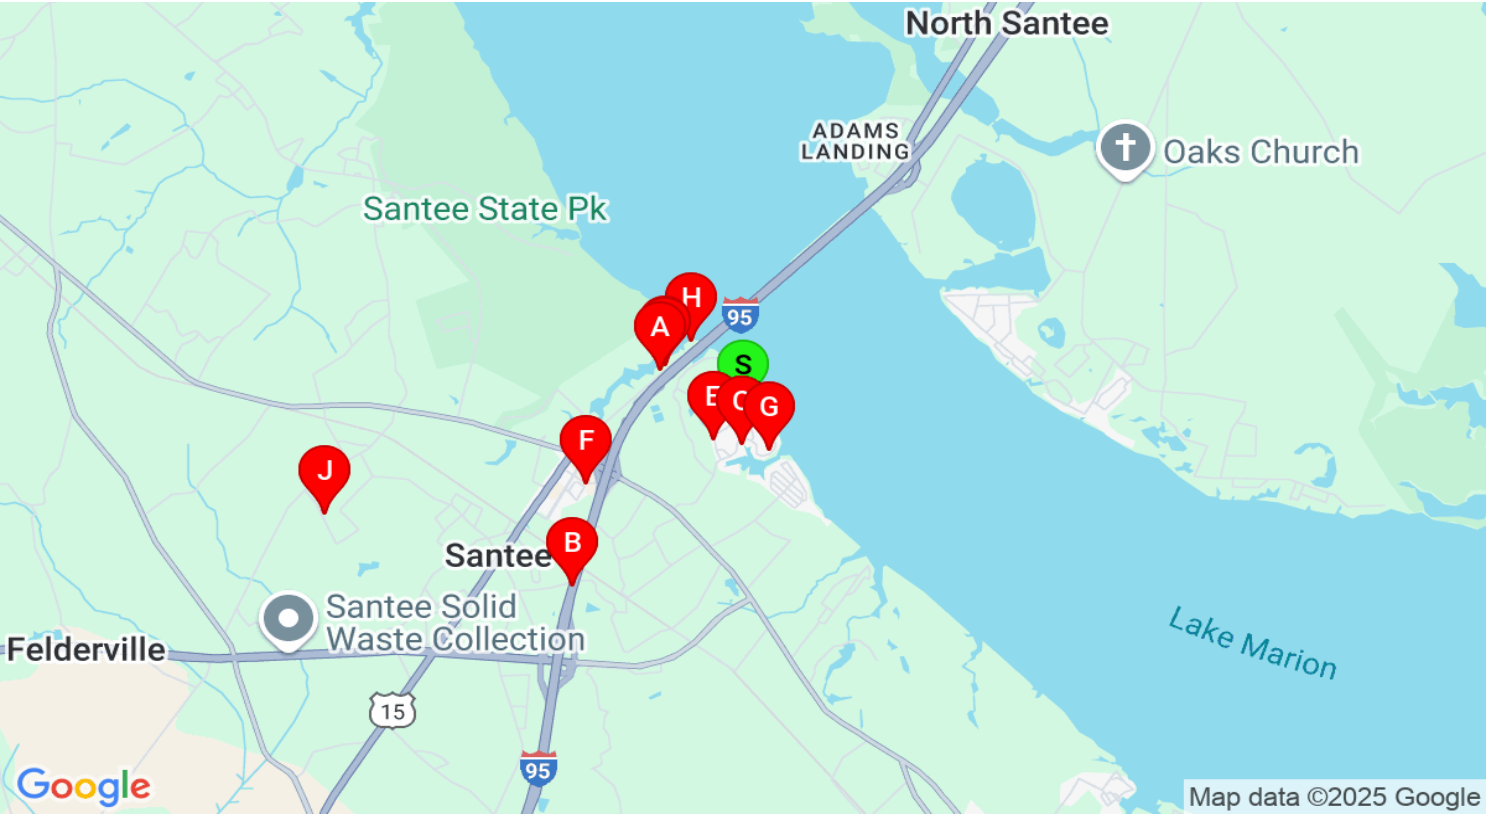 North Santee
ADAMS
LANDING
Oaks Church
Santee State Pk
H
95
A
S
E
C
G
F
J
B
Santee
Santee Solid
Waste Collection
Felderville
Lake Marion
15
95
Google
Map data ©2025 Google